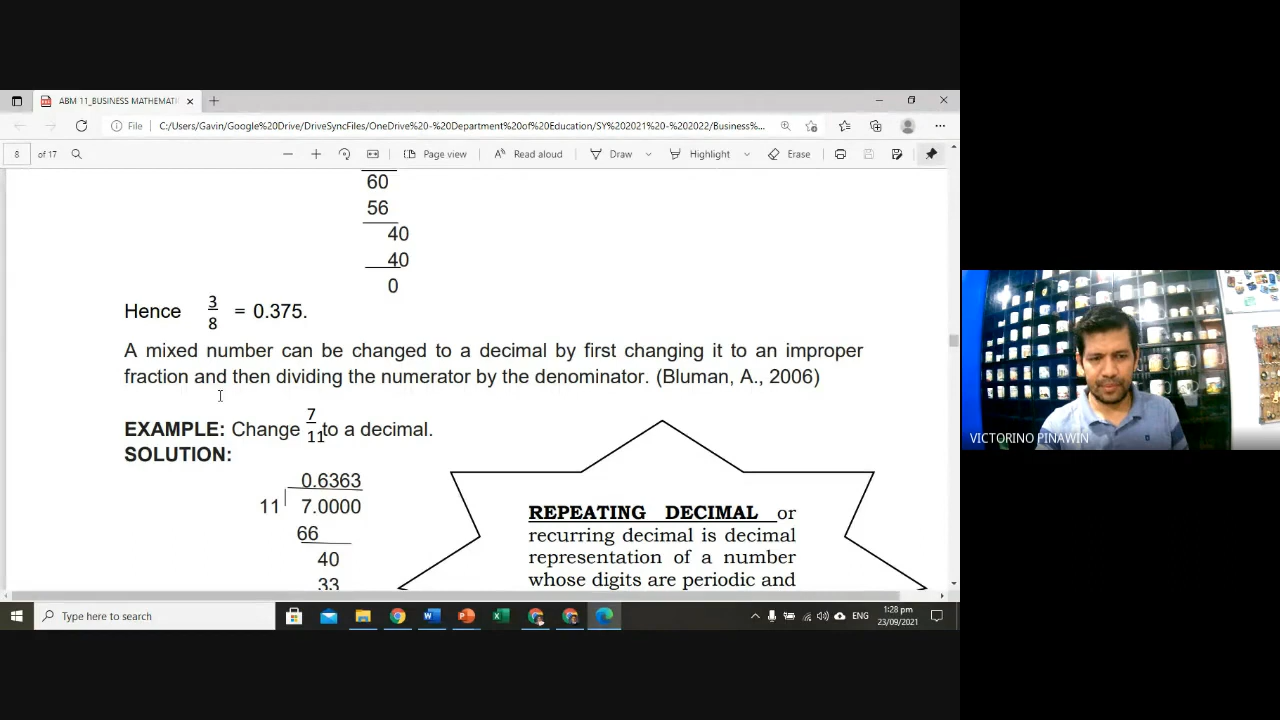 ABM 11_BUSINESS MATHEMATI
File
C:/Users/Gavin/Google%20Drive/DriveSyncFiles/OneDrive%20-%20Department%20of%20Education/SY%202021%20-%202022/Business%...
8 of 17
Page view
Read aloud
Draw
Highlight
Erase
60
56
40
40
0
Hence 3/8 = 0.375.
A mixed number can be changed to a decimal by first changing it to an improper
fraction and then dividing the numerator by the denominator. (Bluman, A., 2006)
EXAMPLE: Change 7/11 to a decimal.
SOLUTION:
0.6363
11 7.0000
66
40
33
REPEATING DECIMAL or
recurring decimal is decimal
representation of a number
whose digits are periodic and
VICTORINO PINAWIN
Type here to search
ENG
1:28 pm
23/09/2021